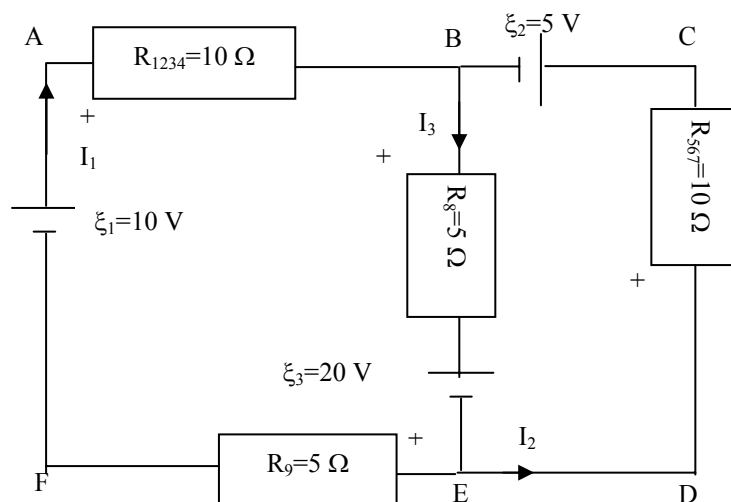 A
R₁₂₃₄=10 Ω
B
ξ₂=5 V
C
+
I₁
I₃
+
R₈=5 Ω
R₅₆₇=10 Ω
ξ₁=10 V
+
ξ₃=20 V
F
R₉=5 Ω
+
E
I₂
D